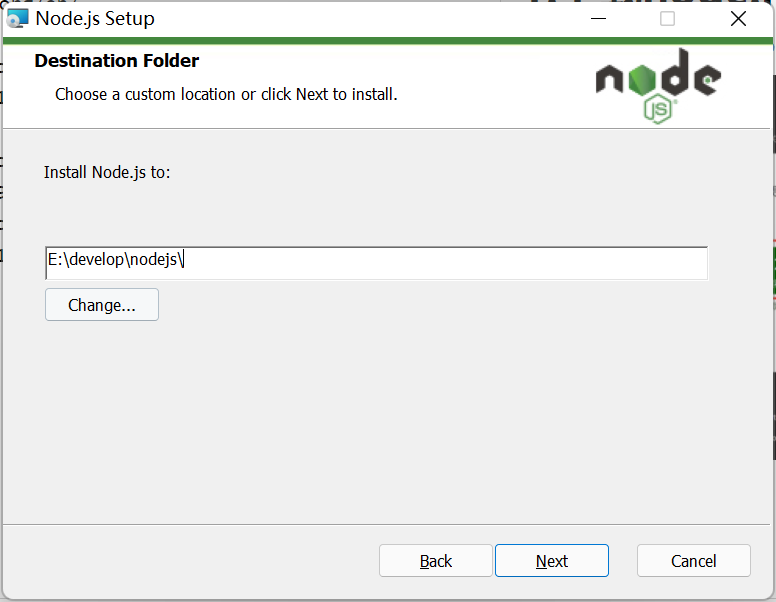 Node.js Setup
Destination Folder
Choose a custom location or click Next to install.
node
JS
Install Node.js to:
E:\develop\nodejs\
Change...
Back
Next
Cancel